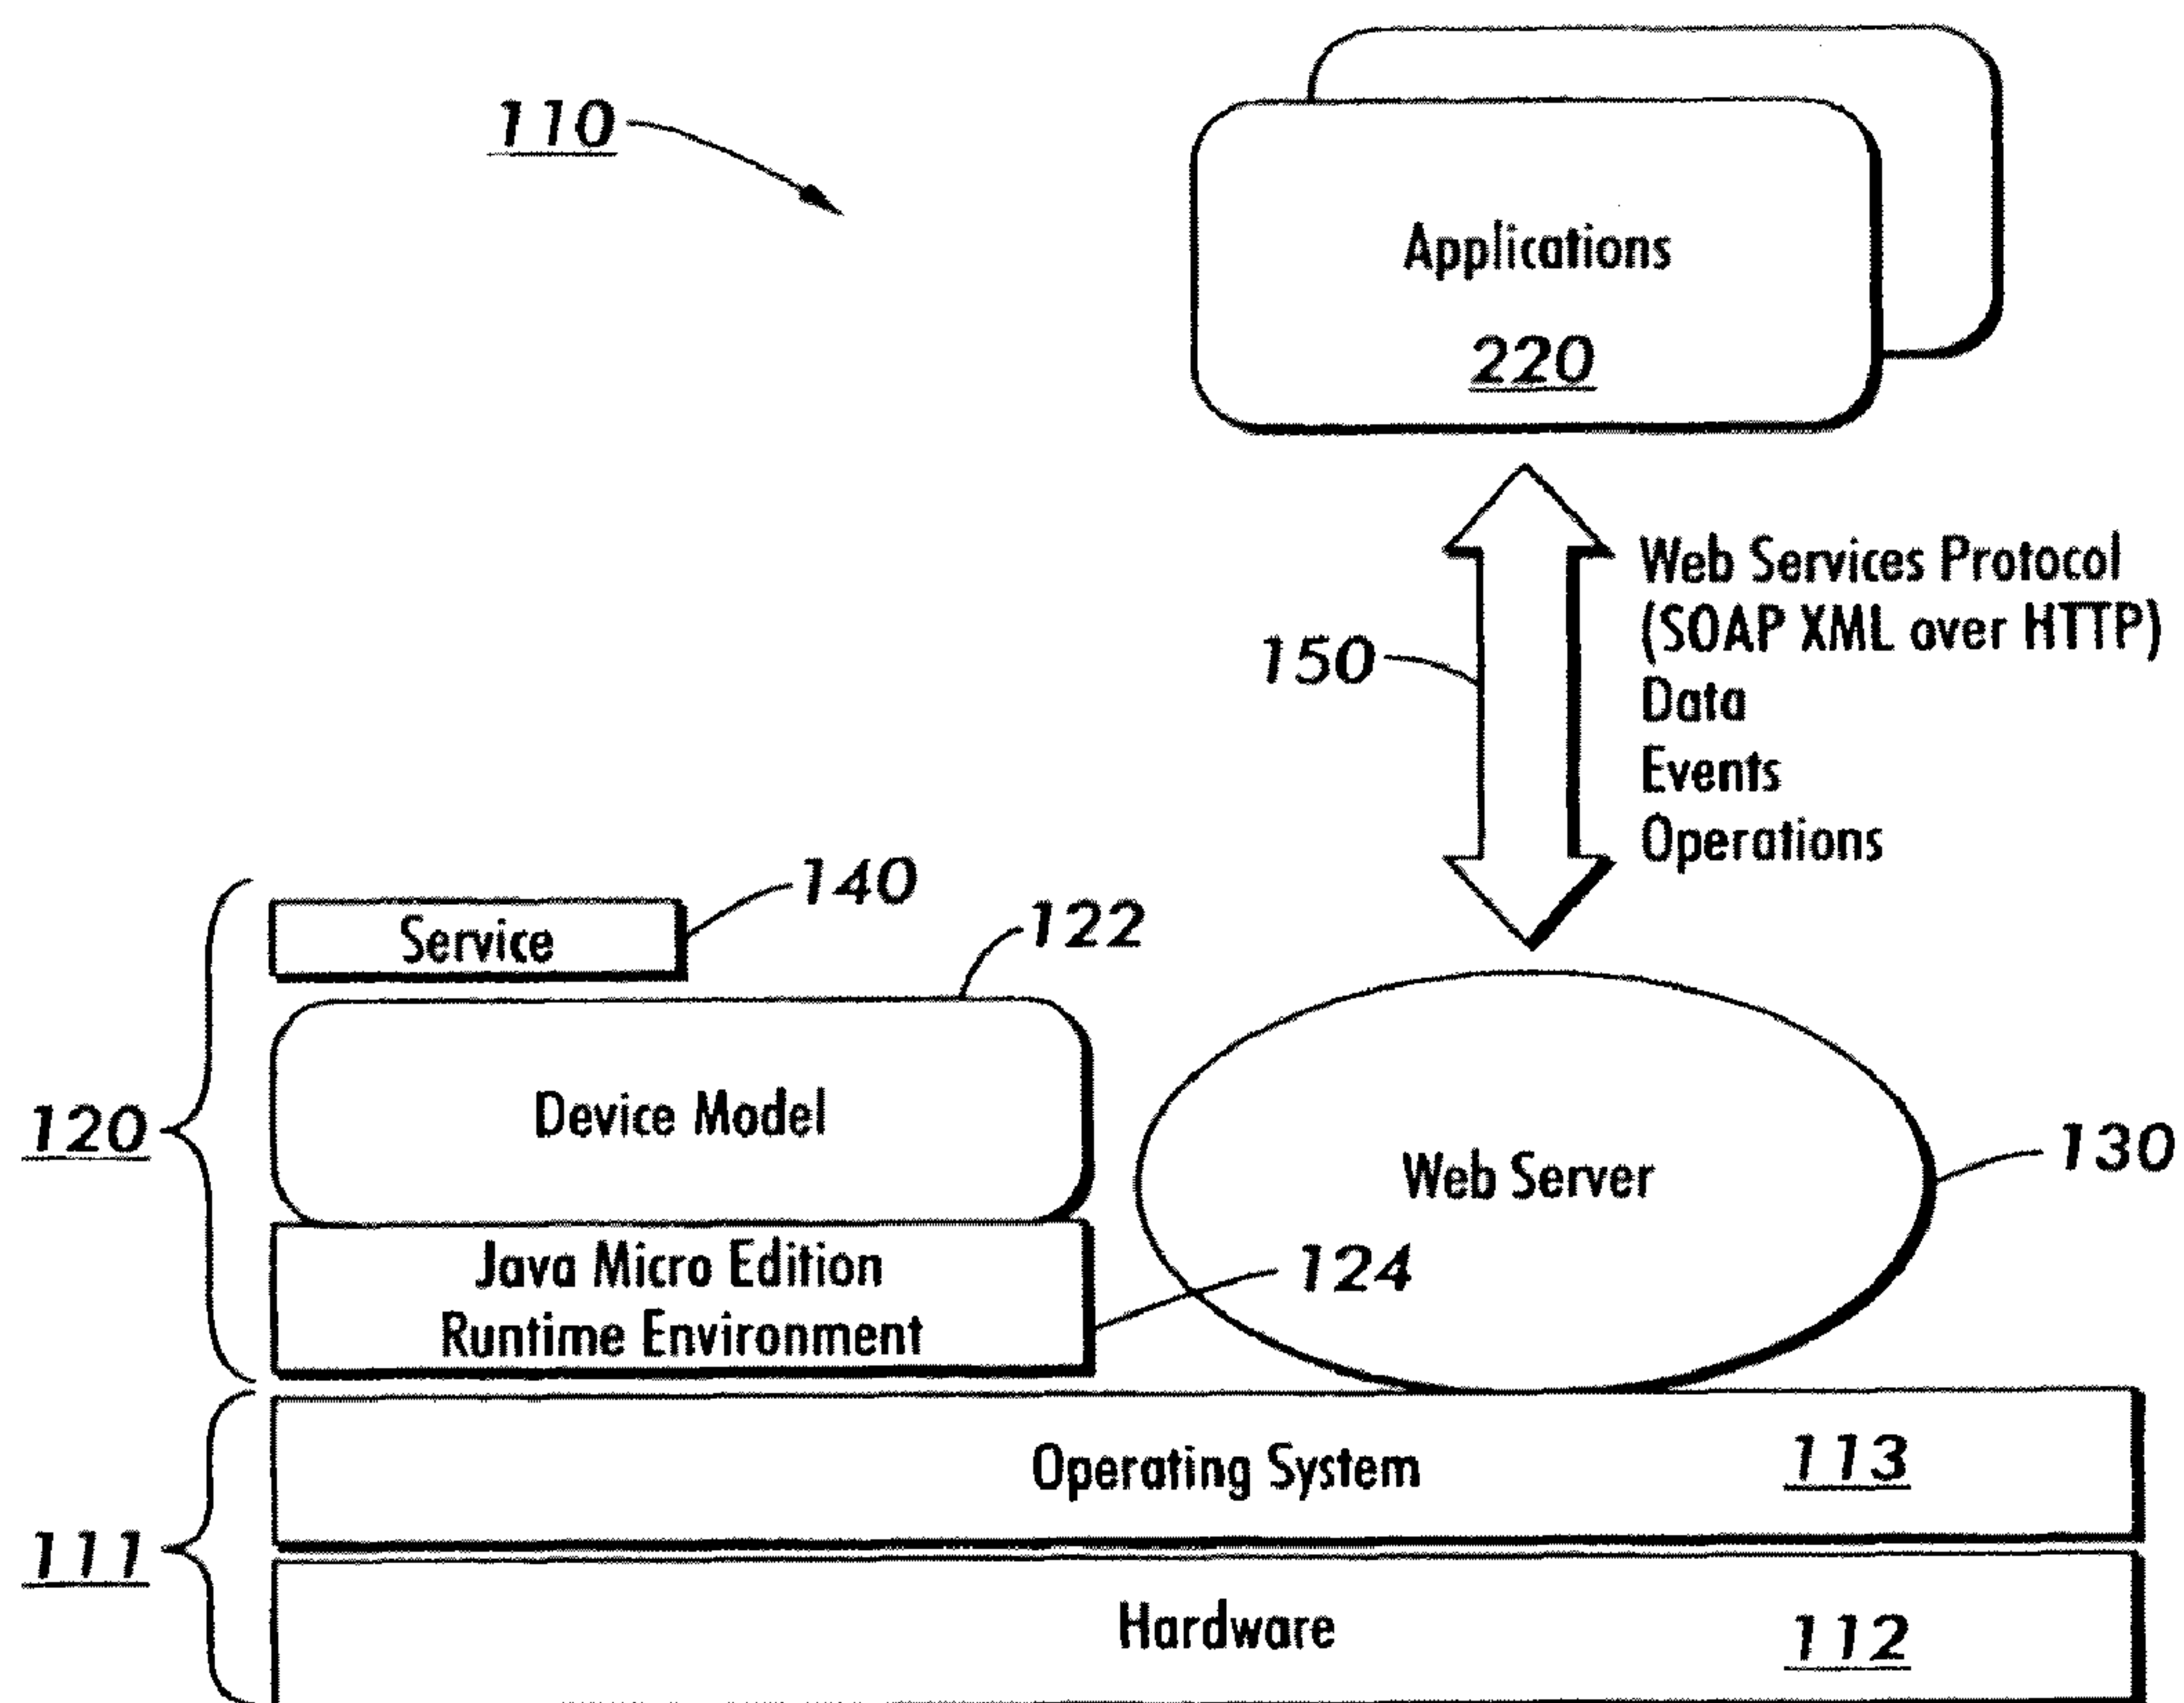 110
Applications
220
150
Web Services Protocol
(SOAP XML over HTTP)
Data
Events
Operations
Service
140
122
Device Model
120
Web Server
130
Java Micro Edition
Runtime Environment
124
Operating System
113
111
Hardware
112